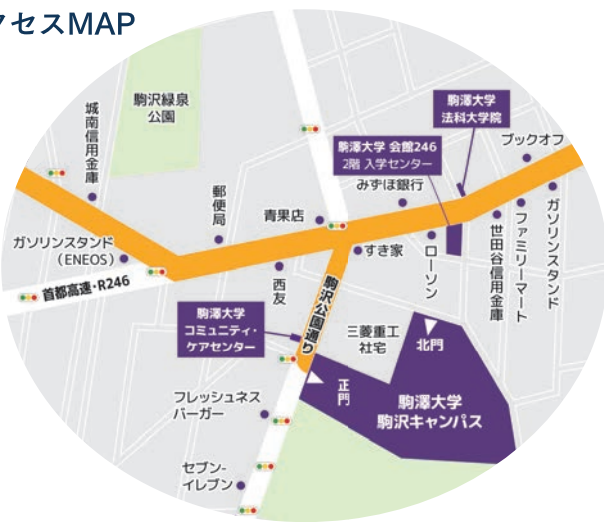 クセスMAP
駒沢緑泉
公園
城南信用金庫
駒澤大学
法科大学院
ブックオフ
駒澤大学 会館246
2階 入学センター
みずほ銀行
郵便局
青果店
ガソリンスタンド
(ENEOS)
すき家
ローソン
世田谷信用金庫
ファミリーマート
ガソリンスタンド
西友
首都高速・R246
駒沢公園通り
駒澤大学
コミュニティ・
ケアセンター
三菱重工
社宅
北門
正門
駒澤大学
駒沢キャンパス
フレッシュネス
バーガー
セブン-
イレブン